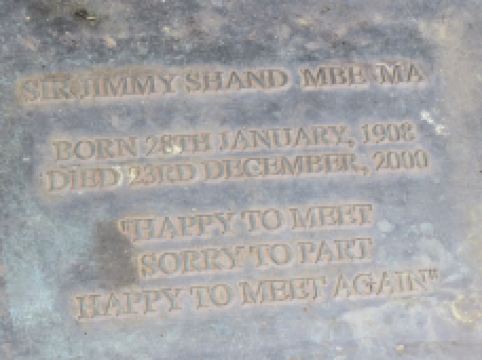 SIR JIMMY SHAND MBE MA
BORN 28TH JANUARY, 1908
DIED 23RD DECEMBER, 2000
"HAPPY TO MEET
SORRY TO PART
HAPPY TO MEET AGAIN"